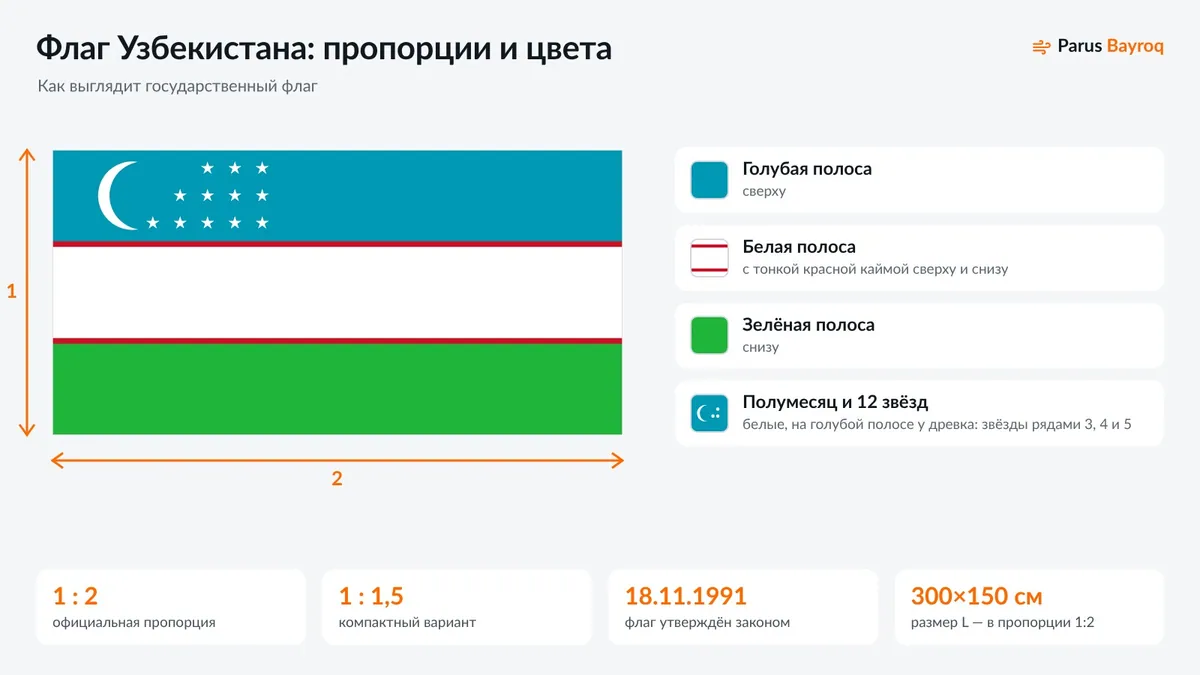 Флаг Узбекистана: пропорции и цвета
Parus Bayroq
Как выглядит государственный флаг
1
2
Голубая полоса
сверху
Белая полоса
с тонкой красной каймой сверху и снизу
Зелёная полоса
снизу
Полумесяц и 12 звёзд
белые, на голубой полосе у древка: звёзды рядами 3, 4 и 5
1 : 2
официальная пропорция
1 : 1,5
компактный вариант
18.11.1991
флаг утверждён законом
300×150 см
размер L — в пропорции 1:2